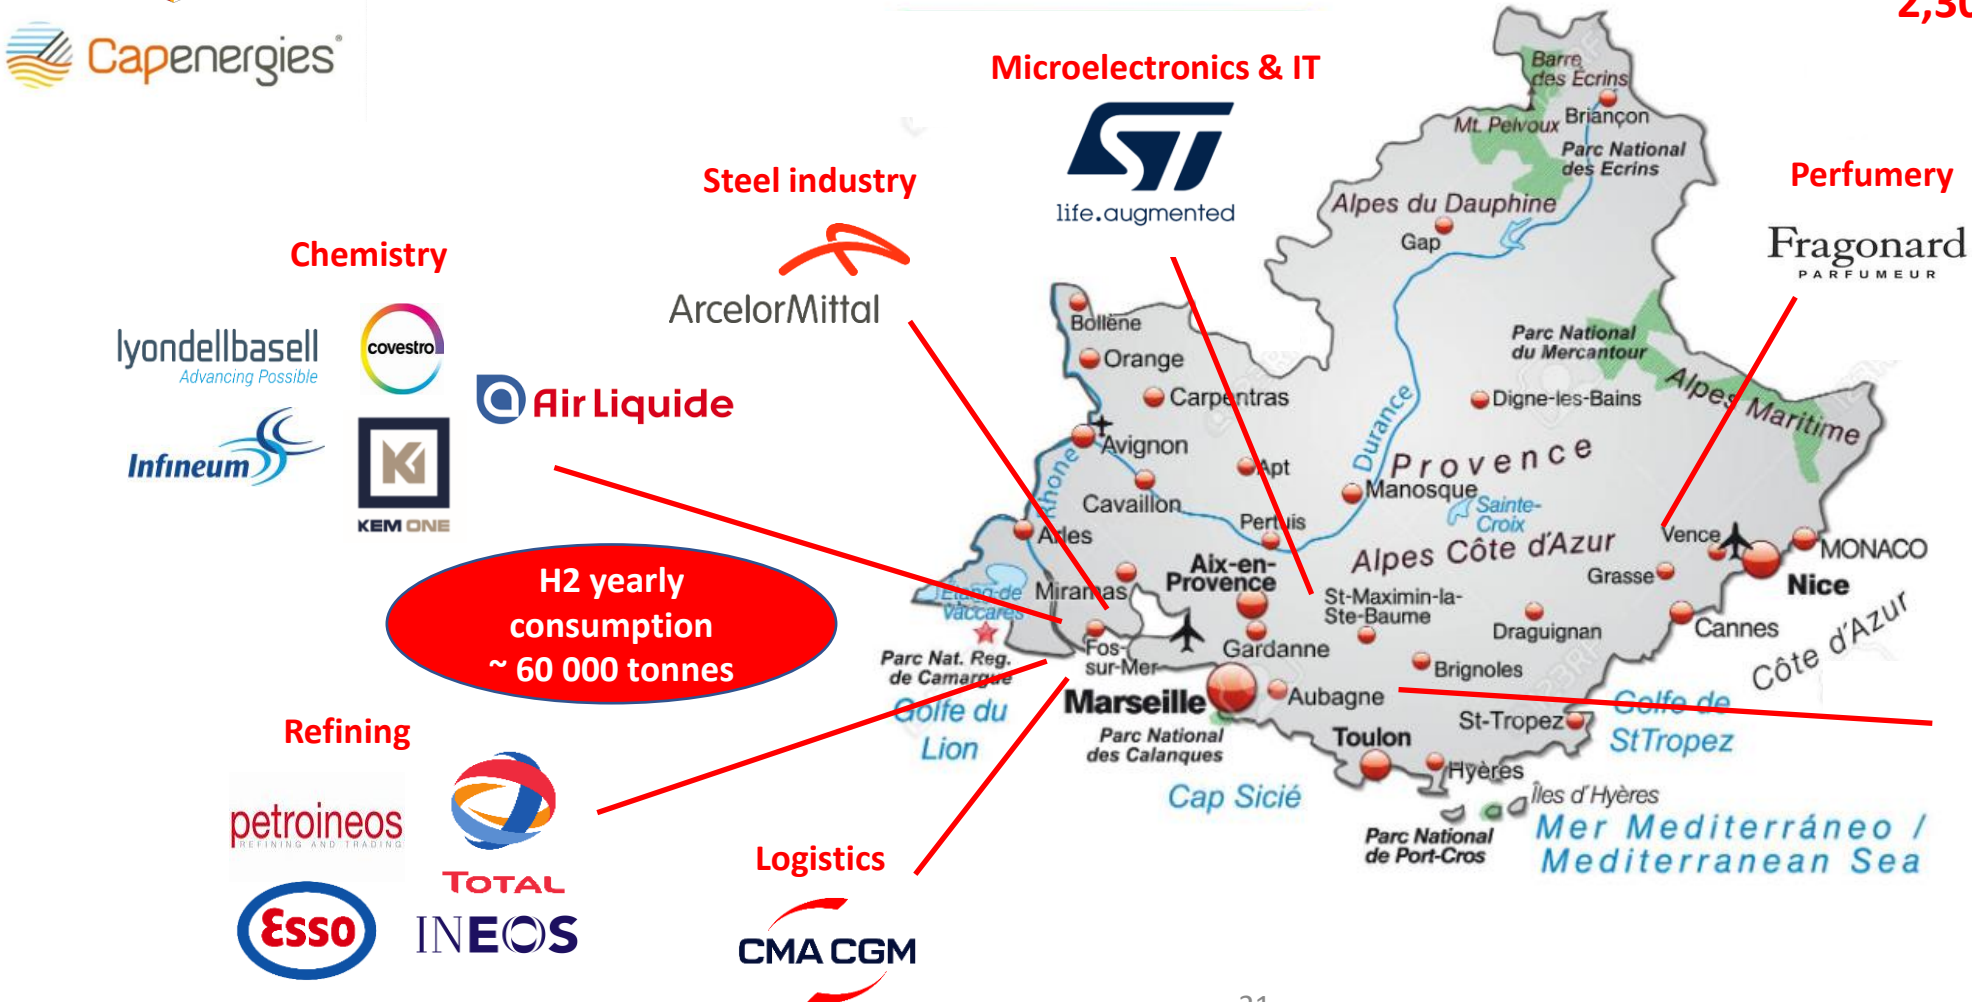 Capenergies
2,30
Microelectronics & IT
life.augmented
Steel industry
ArcelorMittal
Perfumery
Fragonard
PARFUMEUR
Chemistry
lyondellbasell
Advancing Possible
covestro
Air Liquide
Infineum
KEM ONE
H2 yearly
consumption
~ 60 000 tonnes
Refining
petroineos
REFINING AND TRADING
TOTAL
Esso
INEOS
Logistics
CMA CGM
Barre
des Ecrins
Briançon
Mt. Pelvoux
Parc National
des Ecrins
Alpes du Dauphine
Gap
Bollène
Orange
Carpentras
Parc National
du Mercantour
Alpes Maritime
Digne-les-Bains
Durance
Avignon
Rhone
Apt
Provence
Cavaillon
Manosque
Sainte-
Croix
Pertuis
Arles
Alpes Côte d'Azur
Vence
MONACO
Aix-en-
Provence
Grasse
Nice
Miramas
Étang-de
Vaccarès
St-Maximin-la-
Ste-Baume
Draguignan
Cannes
Côte d'Azur
Fos-
sur-Mer
Gardanne
Brignoles
Parc Nat. Reg.
de Camargue
Marseille
Aubagne
Golfe du
Lion
Golfe de
StTropez
St-Tropez
Parc National
des Calanques
Toulon
Hyères
Cap Sicié
Îles d'Hyères
Parc National
de Port-Cros
Mer Mediterráneo /
Mediterranean Sea